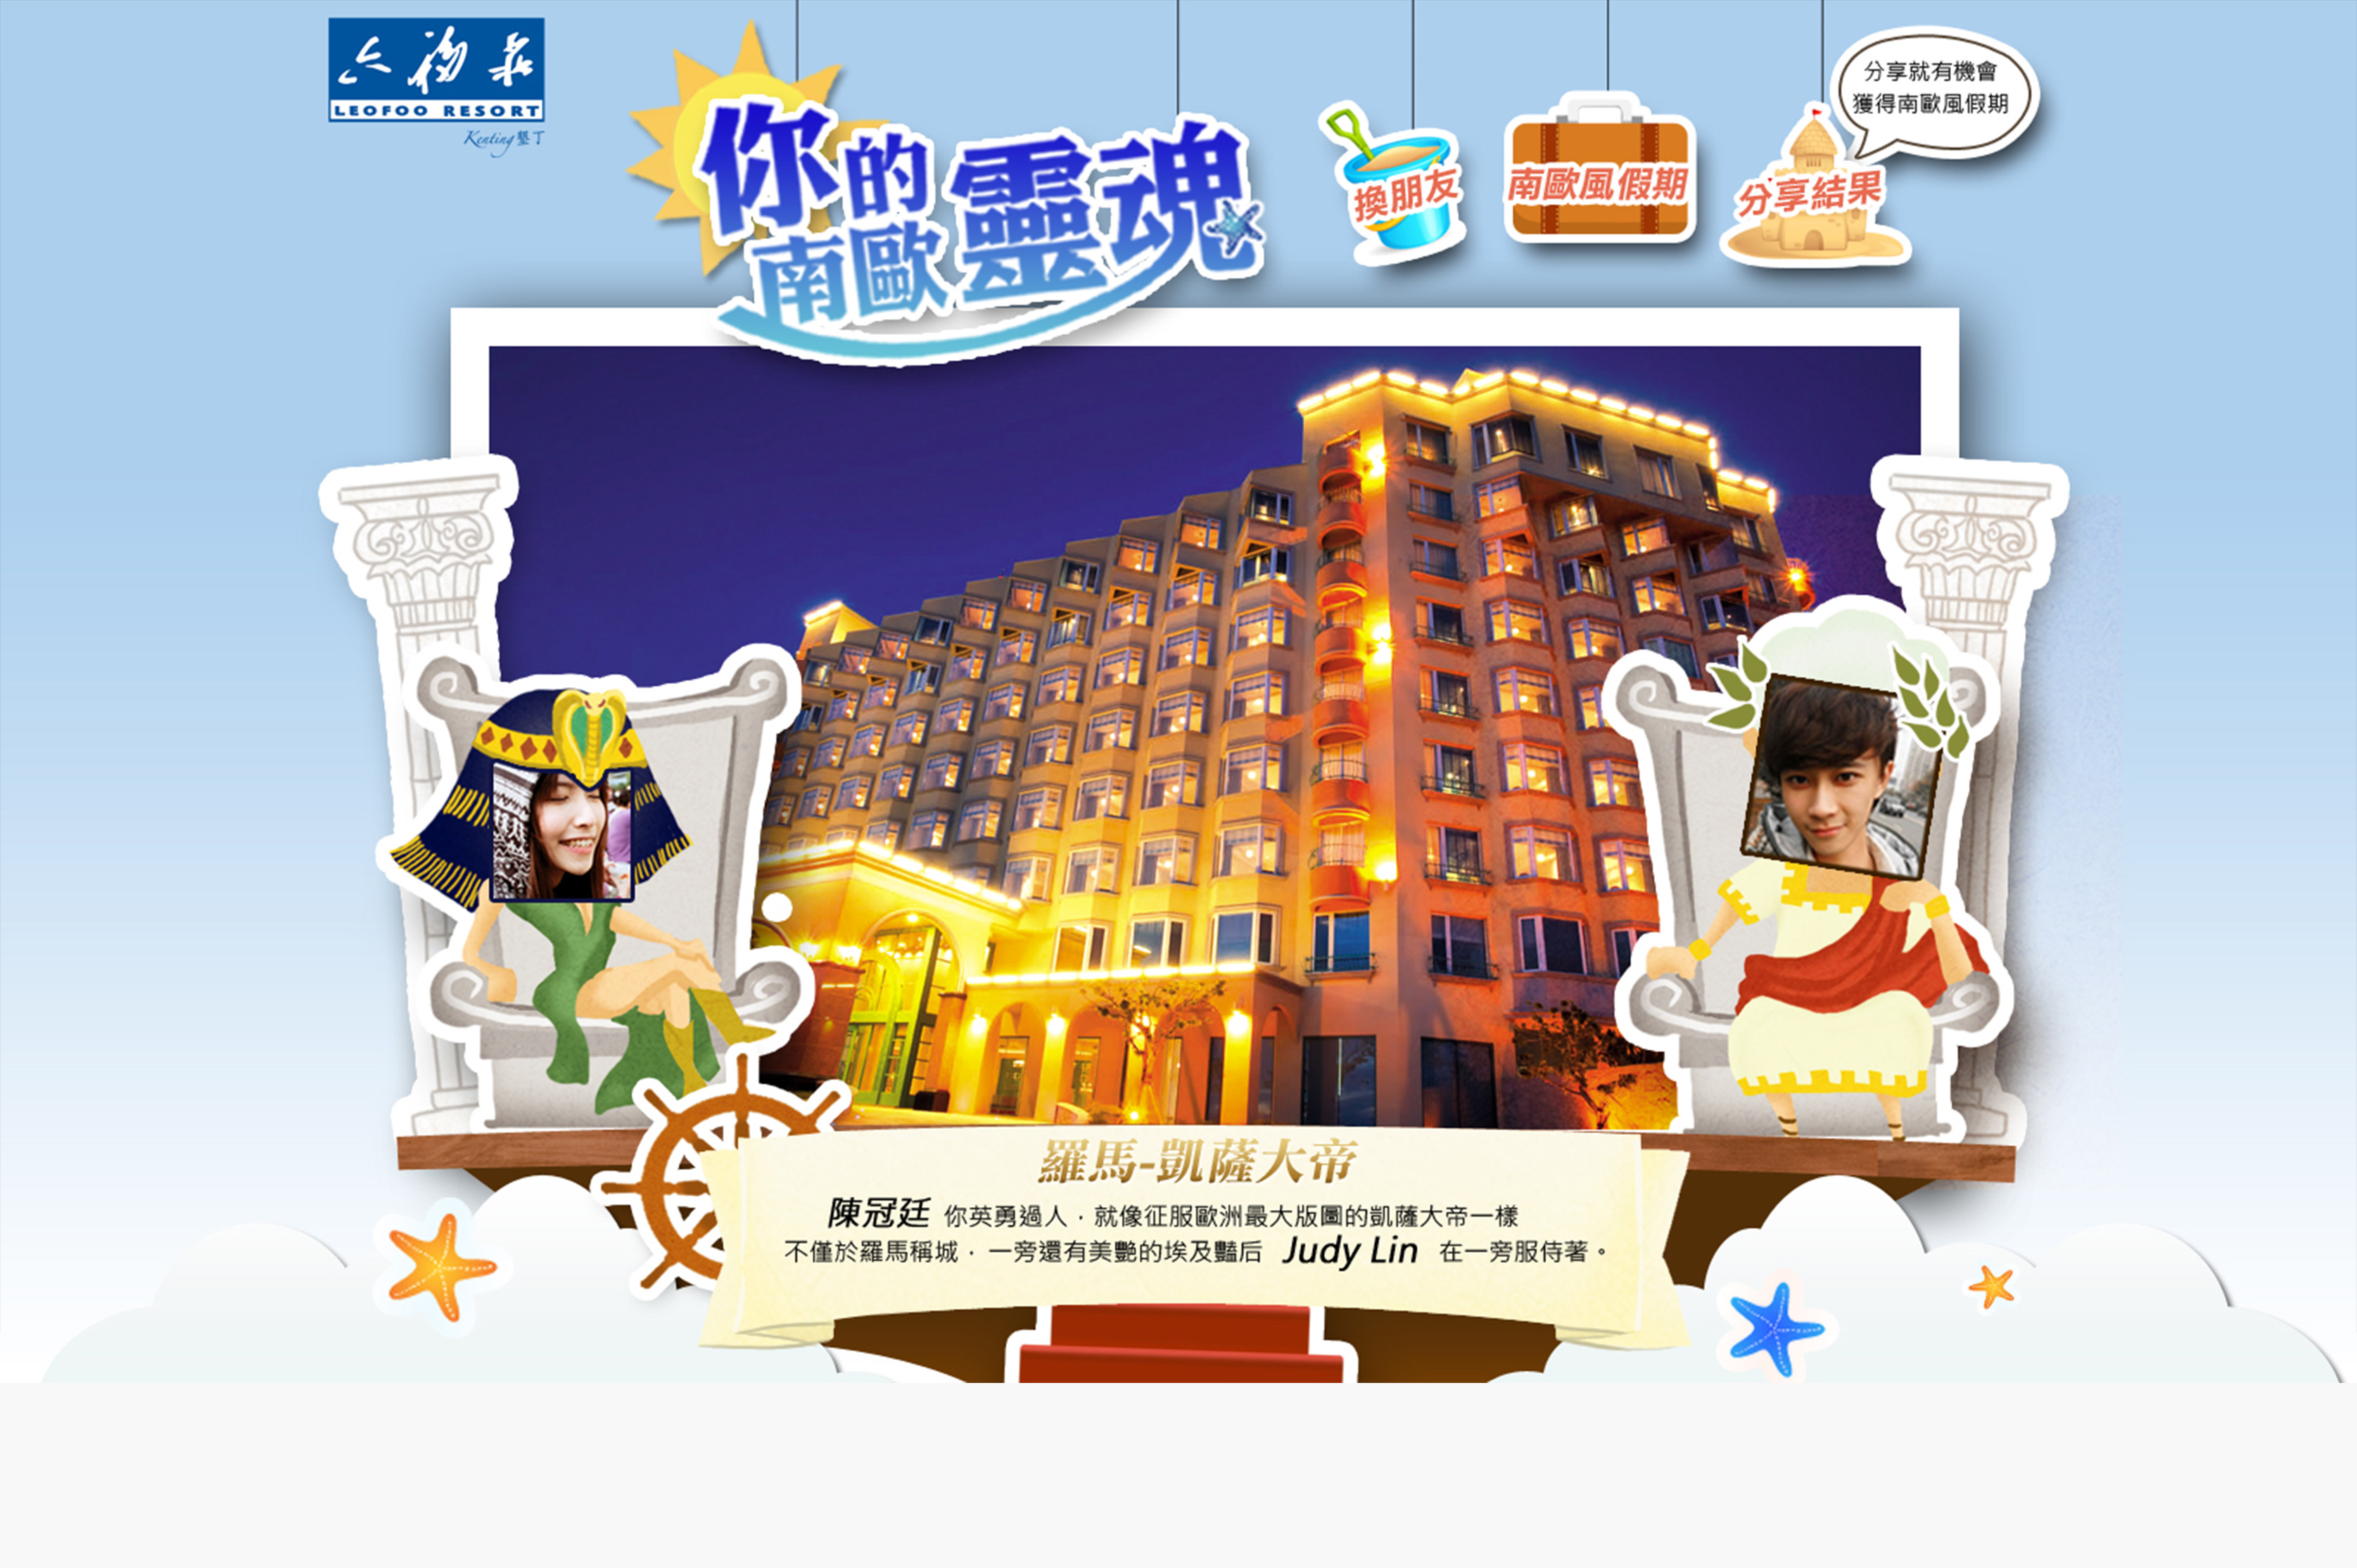 六福莊
LEOFOO RESORT
Kenting墾丁
你的
南歐
靈魂
換朋友
南歐風假期
分享結果
分享就有機會
獲得南歐風假期
羅馬-凱薩大帝
陳冠廷 你英勇過人，就像征服歐洲最大版圖的凱薩大帝一樣
不僅於羅馬稱城，一旁還有美艷的埃及豔后 Judy Lin 在一旁服侍著。